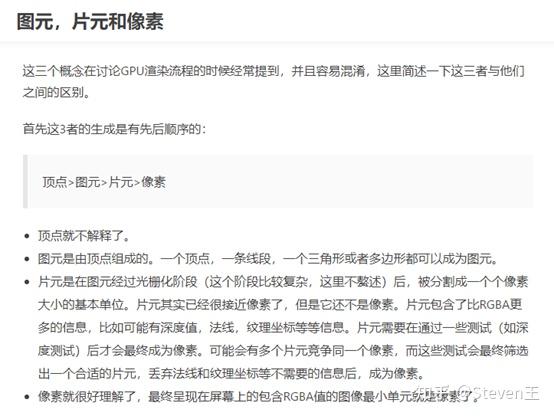 图元，片元和像素
这三个概念在讨论GPU渲染流程的时候经常提到，并且容易混淆，这里简述一下这三者与他们
之间的区别。
首先这3者的生成是有先后顺序的：
顶点>图元>片元>像素
• 顶点就不解释了。
• 图元是由顶点组成的。一个顶点，一条线段，一个三角形或者多边形都可以成为图元。
• 片元是在图元经过光栅化阶段（这个阶段比较复杂，这里不赘述）后，被分割成一个个像素
大小的基本单位。片元其实已经很接近像素了，但是它还不是像素。片元包含了比RGBA更
多的信息，比如可能有深度值，法线，纹理坐标等等信息。片元需要在通过一些测试（如深
度测试）后才会最终成为像素。可能会有多个片元竞争同一个像素，而这些测试会最终筛选
出一个合适的片元，丢弃法线和纹理坐标等不需要的信息后，成为像素。
• 像素就很好理解了，最终呈现在屏幕上的包含RGBA值的图像最小单元就是像素了。
知乎 @Steven王